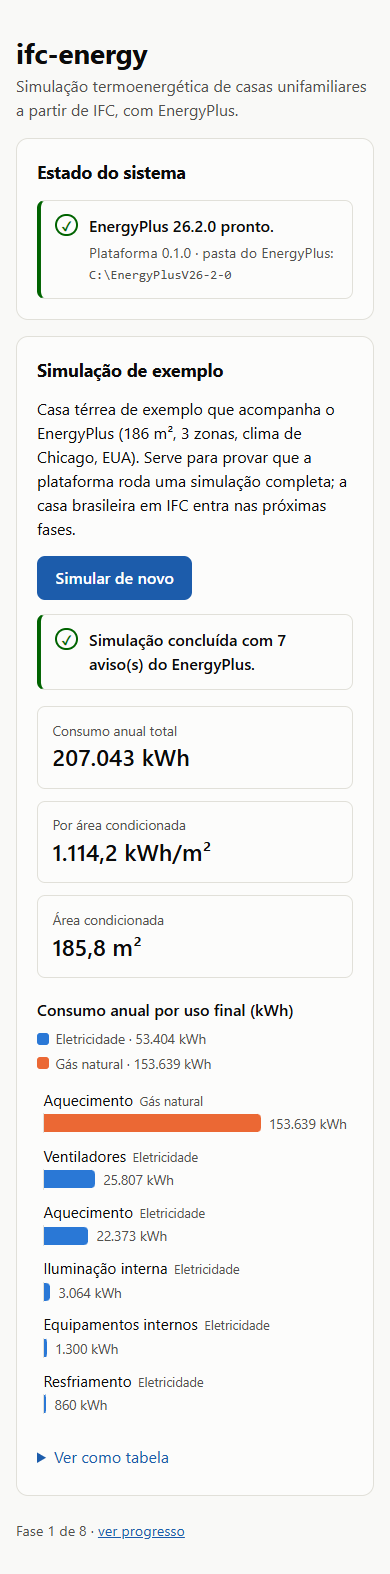 ifc-energy
Simulação termoenergética de casas unifamiliares
a partir de IFC, com EnergyPlus.
Estado do sistema
EnergyPlus 26.2.0 pronto.
Plataforma 0.1.0 · pasta do EnergyPlus:
C:\EnergyPlusV26-2-0
Simulação de exemplo
Casa térrea de exemplo que acompanha o
EnergyPlus (186 m², 3 zonas, clima de
Chicago, EUA). Serve para provar que a
plataforma roda uma simulação completa; a
casa brasileira em IFC entra nas próximas
fases.
Simular de novo
Simulação concluída com 7
aviso(s) do EnergyPlus.
Consumo anual total
207.043 kWh
Por área condicionada
1.114,2 kWh/m²
Área condicionada
185,8 m²
Consumo anual por uso final (kWh)
Eletricidade · 53.404 kWh
Gás natural · 153.639 kWh
Aquecimento Gás natural
153.639 kWh
Ventiladores Eletricidade
25.807 kWh
Aquecimento Eletricidade
22.373 kWh
Iluminação interna Eletricidade
3.064 kWh
Equipamentos internos Eletricidade
1.300 kWh
Resfriamento Eletricidade
860 kWh
Ver como tabela
Fase 1 de 8 · ver progresso